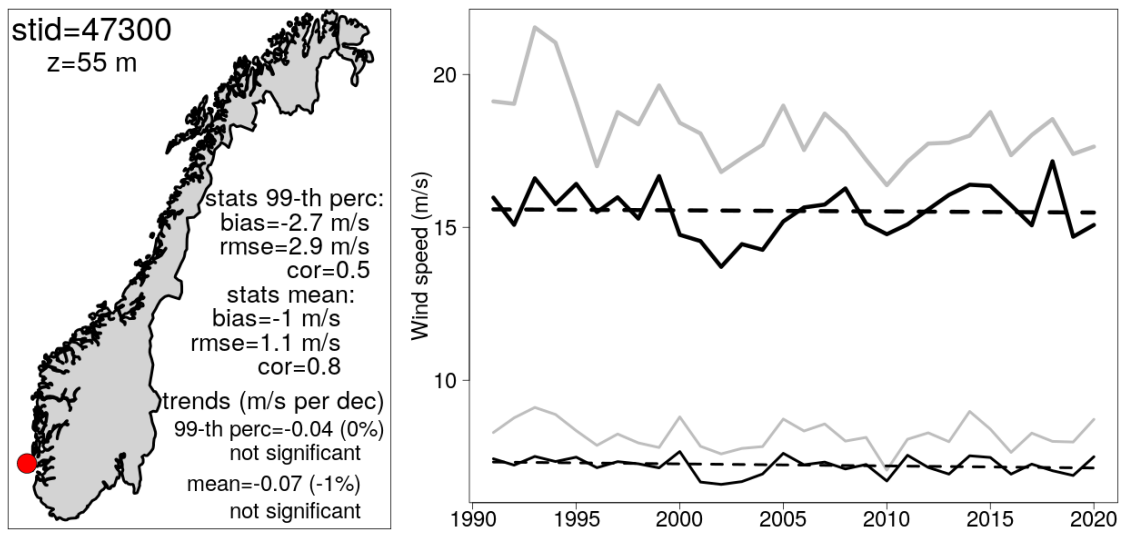 stid=47300
z=55 m
stats 99-th perc:
bias=-2.7 m/s
rmse=2.9 m/s
cor=0.5
stats mean:
bias=-1 m/s
rmse=1.1 m/s
cor=0.8
trends (m/s per dec)
99-th perc=-0.04 (0%)
not significant
mean=-0.07 (-1%)
not significant
Wind speed (m/s)
20
15
10
1990 1995 2000 2005 2010 2015 2020